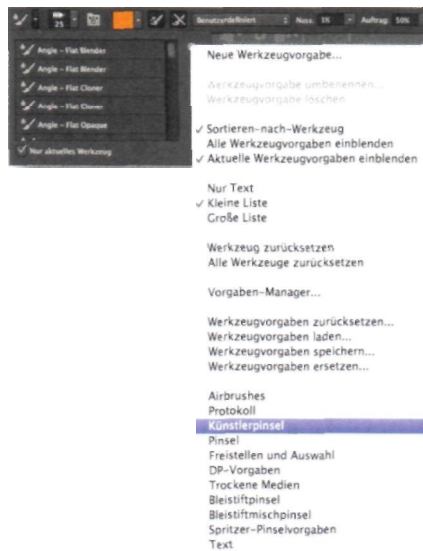 25 Benutzerdefiniert Nass: 3% Auftrag: 50%
Angle - Flat Blender
Angle - Flat Blender
Angle - Flat Cloner
Angle - Flat Cloner
Angle - Flat Opaque
Nur aktuelles Werkzeug
Neue Werkzeugvorgabe...
Werkzeugvorgabe umbenennen...
Werkzeugvorgabe löschen
Sortieren-nach-Werkzeug
Alle Werkzeugvorgaben einblenden
Aktuelle Werkzeugvorgaben einblenden
Nur Text
Kleine Liste
Große Liste
Werkzeug zurücksetzen
Alle Werkzeuge zurücksetzen
Vorgaben-Manager...
Werkzeugvorgaben zurücksetzen...
Werkzeugvorgaben laden...
Werkzeugvorgaben speichern...
Werkzeugvorgaben ersetzen...
Airbrushes
Protokoll
Künstlerpinsel
Pinsel
Freistellen und Auswahl
DP-Vorgaben
Trockene Medien
Bleistiftpinsel
Bleistiftmischpinsel
Spritzer-Pinselvorgaben
Text